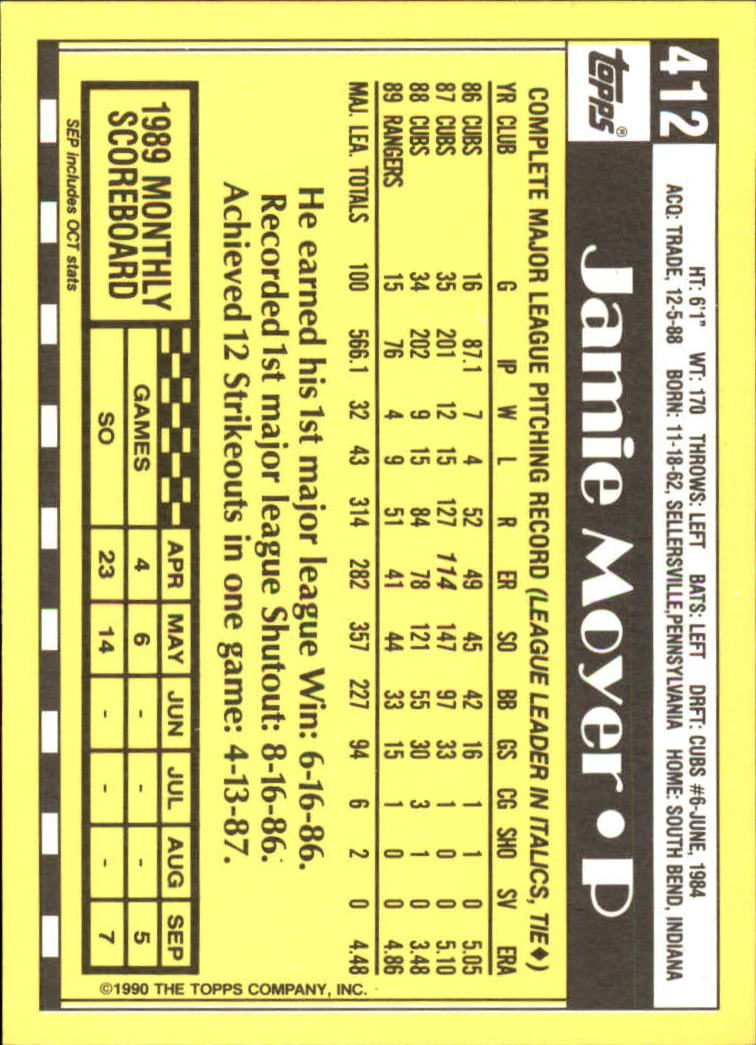 412
HT: 6'1" WT: 170 THROWS: LEFT BATS: LEFT DRFT: CUBS #6-JUNE, 1984
ACQ: TRADE, 12-5-88 BORN: 11-18-62, SELLERSVILLE, PENNSYLVANIA HOME: SOUTH BEND, INDIANA
Topps®
Jamie Moyer • P
COMPLETE MAJOR LEAGUE PITCHING RECORD (LEAGUE LEADER IN ITALICS, TIE♦)
YR CLUB G IP W L R ER SO BB GS CG SHO SV ERA
86 CUBS 16 87.1 7 4 52 49 45 42 16 1 1 0 5.05
87 CUBS 35 201 12 15 127 114 147 97 33 1 0 0 5.10
88 CUBS 34 202 9 15 84 78 121 55 30 3 1 0 3.48
89 RANGERS 15 76 4 9 51 41 44 33 15 1 0 0 4.86
MAJ. LEA. TOTALS 100 566.1 32 43 314 282 357 227 94 6 2 0 4.48
He earned his 1st major league Win: 6-16-86.
Recorded 1st major league Shutout: 8-16-86.
Achieved 12 Strikeouts in one game: 4-13-87.
1989 MONTHLY
SCOREBOARD
APR MAY JUN JUL AUG SEP
GAMES 4 6 - - - 5
SO 23 14 - - - 7
SEP includes OCT stats
©1990 THE TOPPS COMPANY, INC.